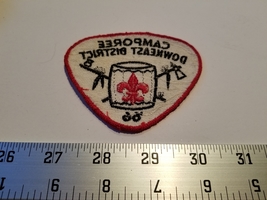 CAMPOREE
DOWNEAST DISTRICT
'66
26 27 28 29 30 31